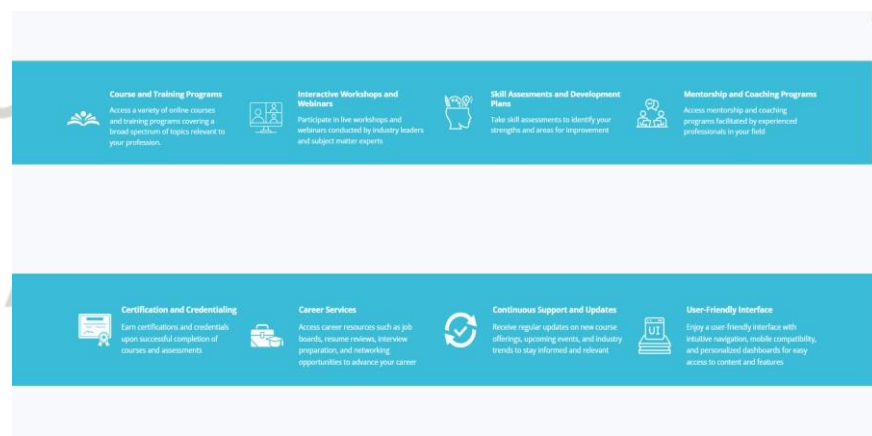 Course and Training Programs
Access a variety of online courses
and training programs covering a
broad spectrum of topics relevant to
your profession.
Interactive Workshops and
Webinars
Participate in live workshops and
webinars conducted by industry leaders
and subject matter experts
Skill Assesments and Development
Plans
Take skill assessments to identify your
strengths and areas for improvement
Mentorship and Coaching Programs
Access mentorship and coaching
programs facilitated by experienced
professionals in your field
Certification and Credentialing
Earn certifications and credentials
upon successful completion of
courses and assessments
Career Services
Access career resources such as job
boards, resume reviews, interview
preparation, and networking
opportunities to advance your career
Continuous Support and Updates
Receive regular updates on new course
offerings, upcoming events, and industry
trends to stay informed and relevant
UI
User-Friendly Interface
Enjoy a user-friendly interface with
intuitive navigation, mobile compatibility,
and personalized dashboards for easy
access to content and features